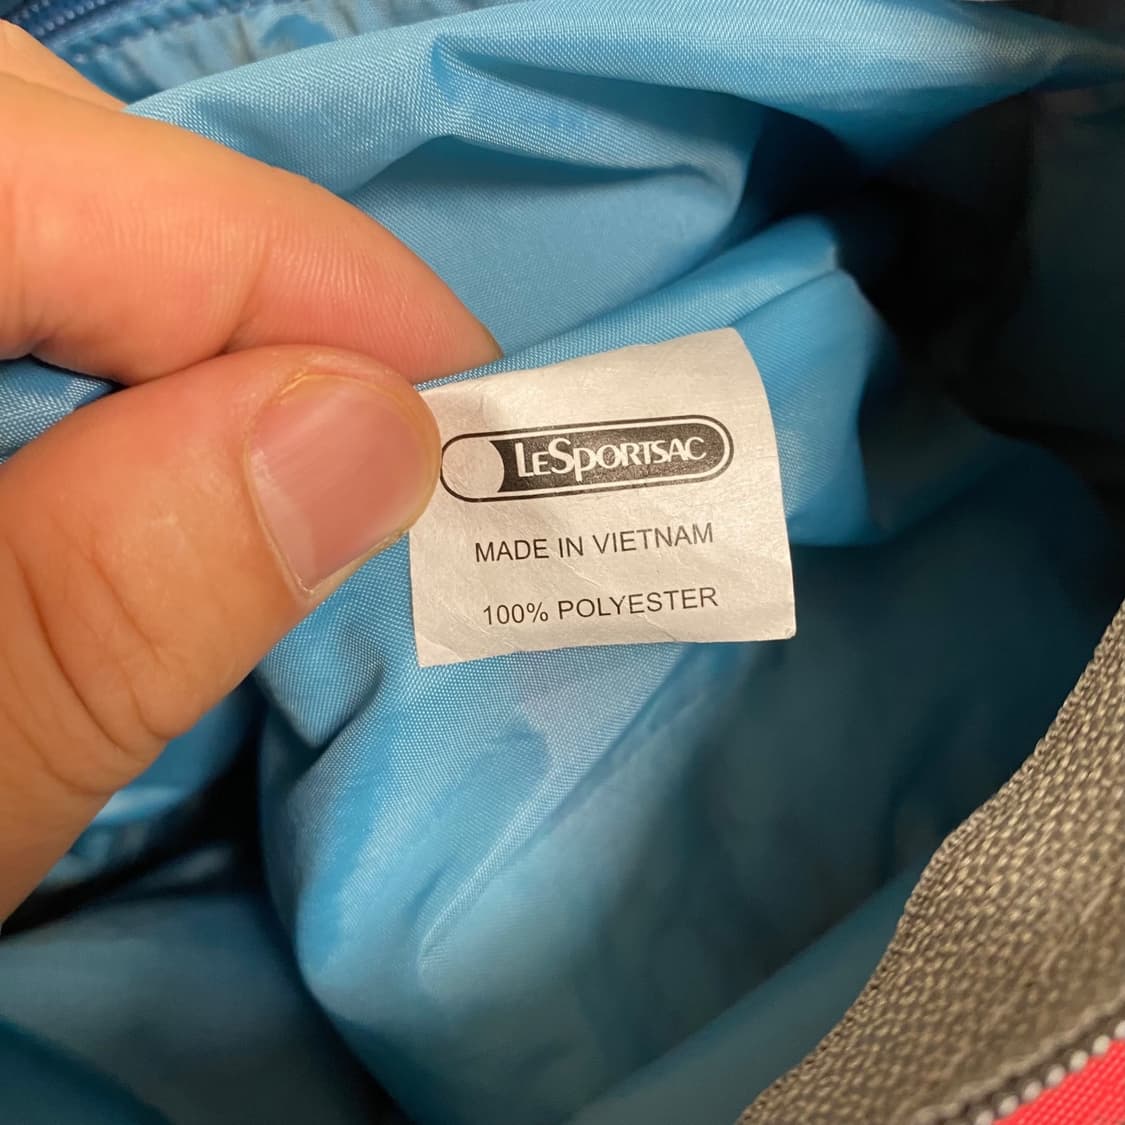 LeSportsac
MADE IN VIETNAM
100% POLYESTER